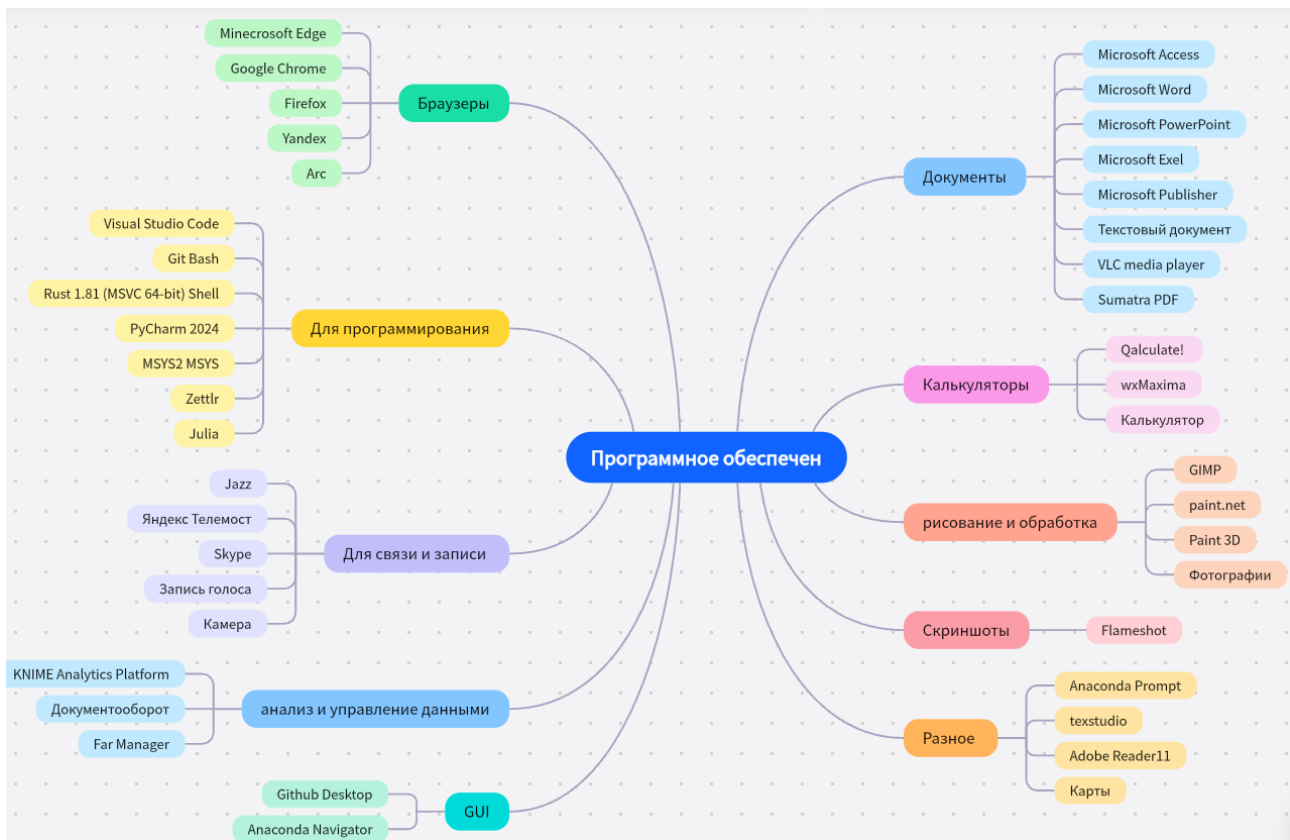 Программное обеспечен
Браузеры
Minecrosoft Edge
Google Chrome
Firefox
Yandex
Arc
Для программирования
Visual Studio Code
Git Bash
Rust 1.81 (MSVC 64-bit) Shell
PyCharm 2024
MSYS2 MSYS
Zettlr
Julia
Для связи и записи
Jazz
Яндекс Телемост
Skype
Запись голоса
Камера
анализ и управление данными
KNIME Analytics Platform
Документооборот
Far Manager
GUI
Github Desktop
Anaconda Navigator
Документы
Microsoft Access
Microsoft Word
Microsoft PowerPoint
Microsoft Exel
Microsoft Publisher
Текстовый документ
VLC media player
Sumatra PDF
Калькуляторы
Qalculate!
wxMaxima
Калькулятор
рисование и обработка
GIMP
paint.net
Paint 3D
Фотографии
Скриншоты
Flameshot
Разное
Anaconda Prompt
texstudio
Adobe Reader11
Карты